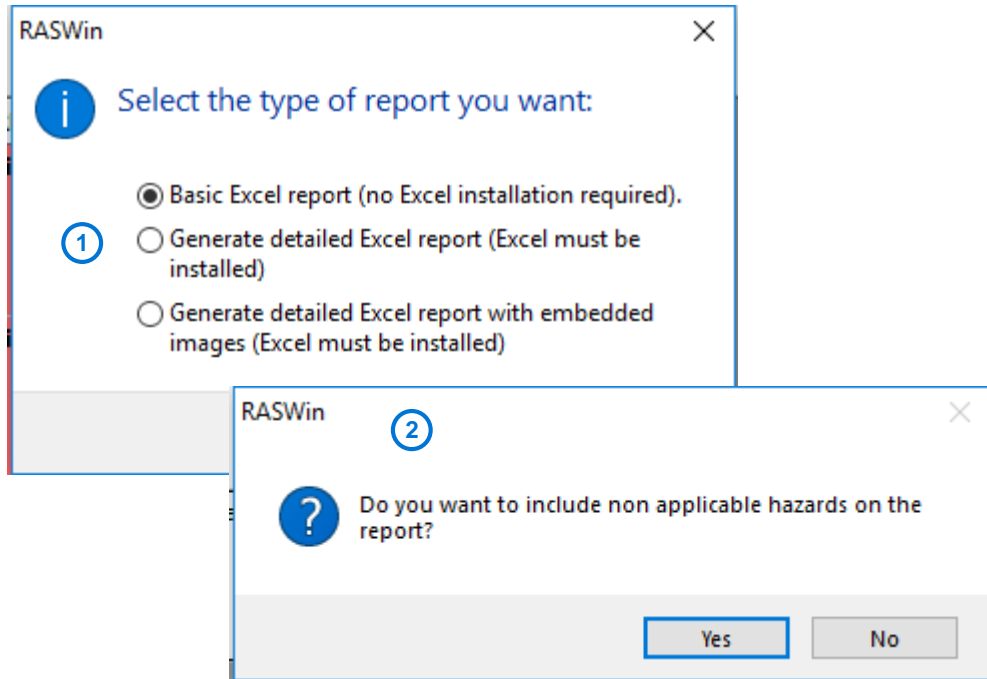 RASWin
Select the type of report you want:
Basic Excel report (no Excel installation required).
1
Generate detailed Excel report (Excel must be
installed)
Generate detailed Excel report with embedded
images (Excel must be installed)
RASWin
2
Do you want to include non applicable hazards on the
report?
Yes
No